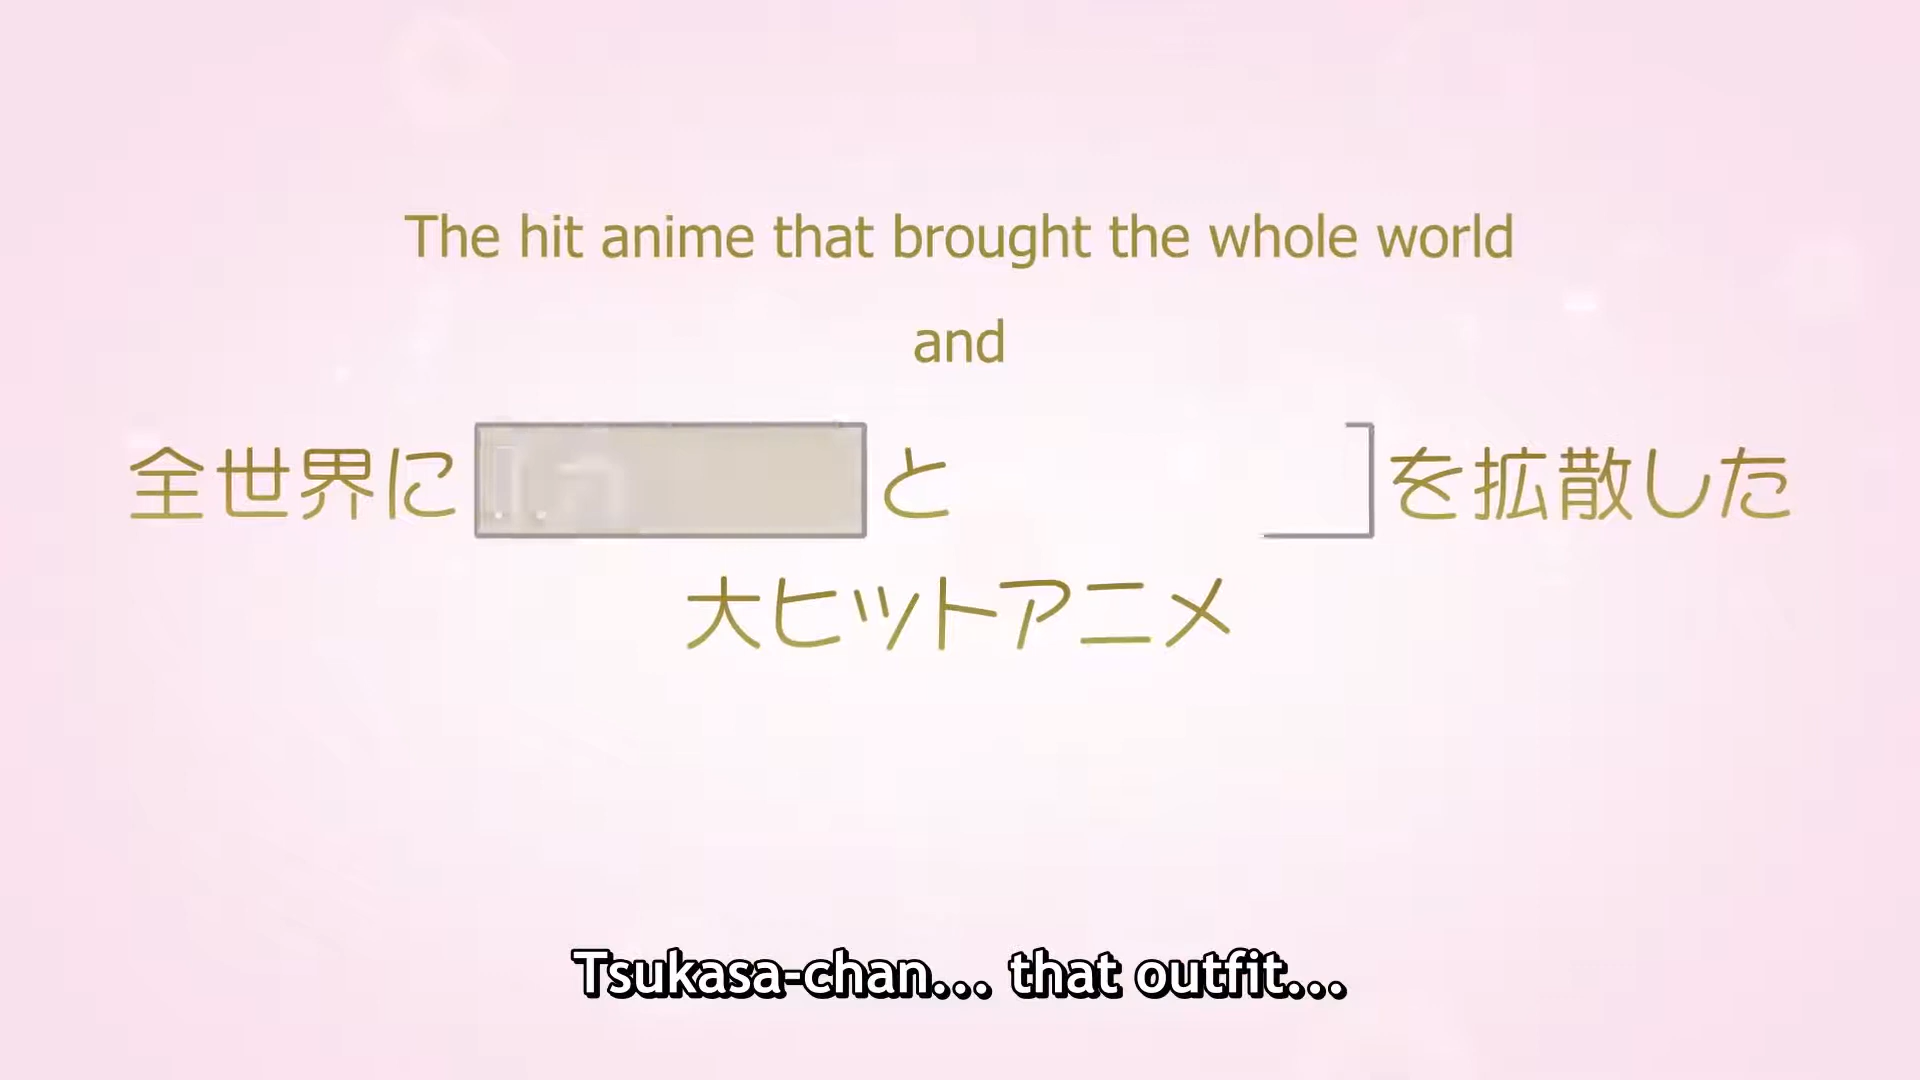 The hit anime that brought the whole world
and
全世界に と を拡散した
大ヒットアニメ
Tsukasa-chan... that outfit...